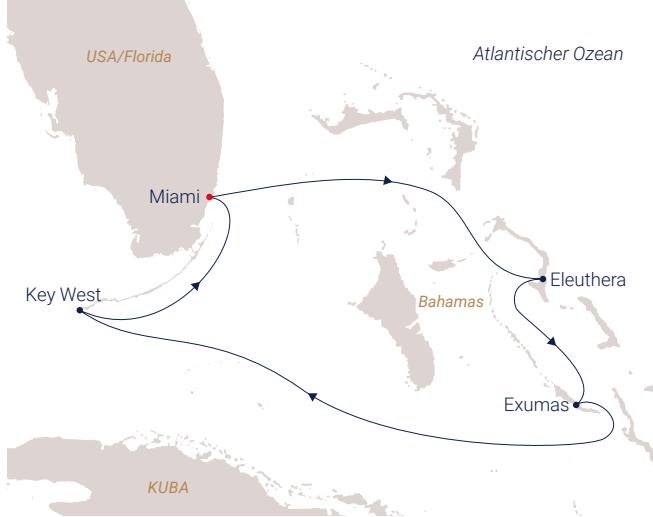 USA/Florida
Atlantischer Ozean
Miami
Eleuthera
Key West
Bahamas
Exumas
KUBA